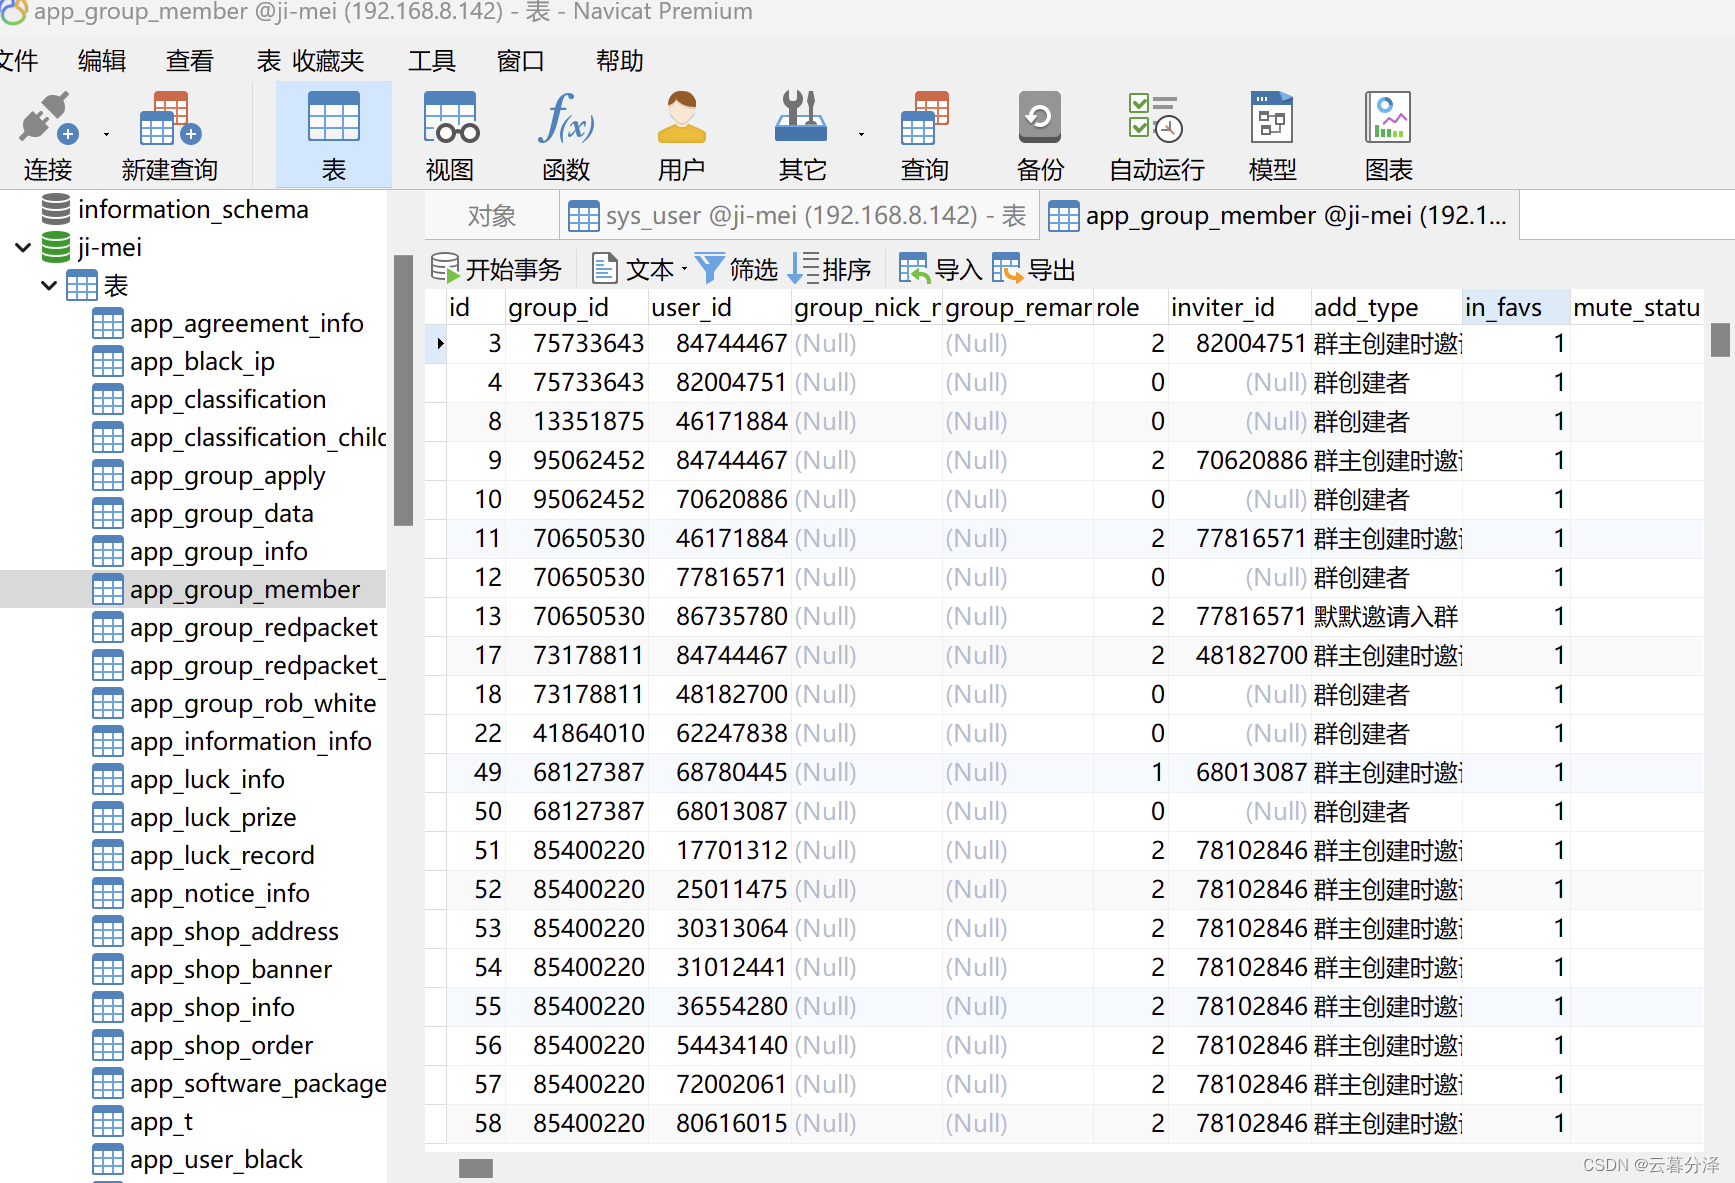 app_group_member @ji-mei (192.168.8.142) - 表 - Navicat Premium
文件 编辑 查看 表 收藏夹 工具 窗口 帮助
连接 新建查询 表 视图 函数 用户 其它 查询 备份 自动运行 模型 图表
information_schema
ji-mei
表
app_agreement_info
app_black_ip
app_classification
app_classification_chilc
app_group_apply
app_group_data
app_group_info
app_group_member
app_group_redpacket
app_group_redpacket_
app_group_rob_white
app_information_info
app_luck_info
app_luck_prize
app_luck_record
app_notice_info
app_shop_address
app_shop_banner
app_shop_info
app_shop_order
app_software_package
app_t
app_user_black
对象 sys_user @ji-mei (192.168.8.142) - 表 app_group_member @ji-mei (192.1...
开始事务 文本 筛选 排序 导入 导出
id group_id user_id group_nick_r group_remar role inviter_id add_type in_favs mute_statu
3 75733643 84744467 (Null) (Null) 2 82004751 群主创建时邀 1
4 75733643 82004751 (Null) (Null) 0 (Null) 群创建者 1
8 13351875 46171884 (Null) (Null) 0 (Null) 群创建者 1
9 95062452 84744467 (Null) (Null) 2 70620886 群主创建时邀 1
10 95062452 70620886 (Null) (Null) 0 (Null) 群创建者 1
11 70650530 46171884 (Null) (Null) 2 77816571 群主创建时邀 1
12 70650530 77816571 (Null) (Null) 0 (Null) 群创建者 1
13 70650530 86735780 (Null) (Null) 2 77816571 默默邀请入群 1
17 73178811 84744467 (Null) (Null) 2 48182700 群主创建时邀 1
18 73178811 48182700 (Null) (Null) 0 (Null) 群创建者 1
22 41864010 62247838 (Null) (Null) 0 (Null) 群创建者 1
49 68127387 68780445 (Null) (Null) 1 68013087 群主创建时邀 1
50 68127387 68013087 (Null) (Null) 0 (Null) 群创建者 1
51 85400220 17701312 (Null) (Null) 2 78102846 群主创建时邀 1
52 85400220 25011475 (Null) (Null) 2 78102846 群主创建时邀 1
53 85400220 30313064 (Null) (Null) 2 78102846 群主创建时邀 1
54 85400220 31012441 (Null) (Null) 2 78102846 群主创建时邀 1
55 85400220 36554280 (Null) (Null) 2 78102846 群主创建时邀 1
56 85400220 54434140 (Null) (Null) 2 78102846 群主创建时邀 1
57 85400220 72002061 (Null) (Null) 2 78102846 群主创建时邀 1
58 85400220 80616015 (Null) (Null) 2 78102846 群主创建时邀 1
CSDN @云暮分泽